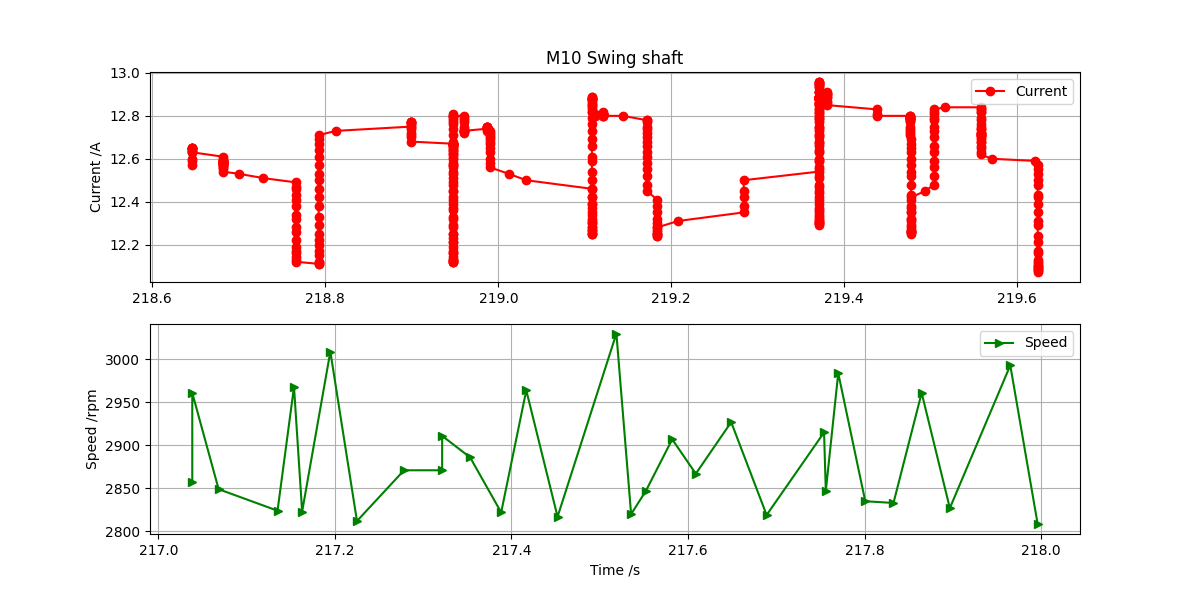 M10 Swing shaft
Current /A
13.0
12.8
12.6
12.4
12.2
Current
218.6 218.8 219.0 219.2 219.4 219.6
Speed /rpm
3000
2950
2900
2850
2800
Speed
217.0 217.2 217.4 217.6 217.8 218.0
Time /s